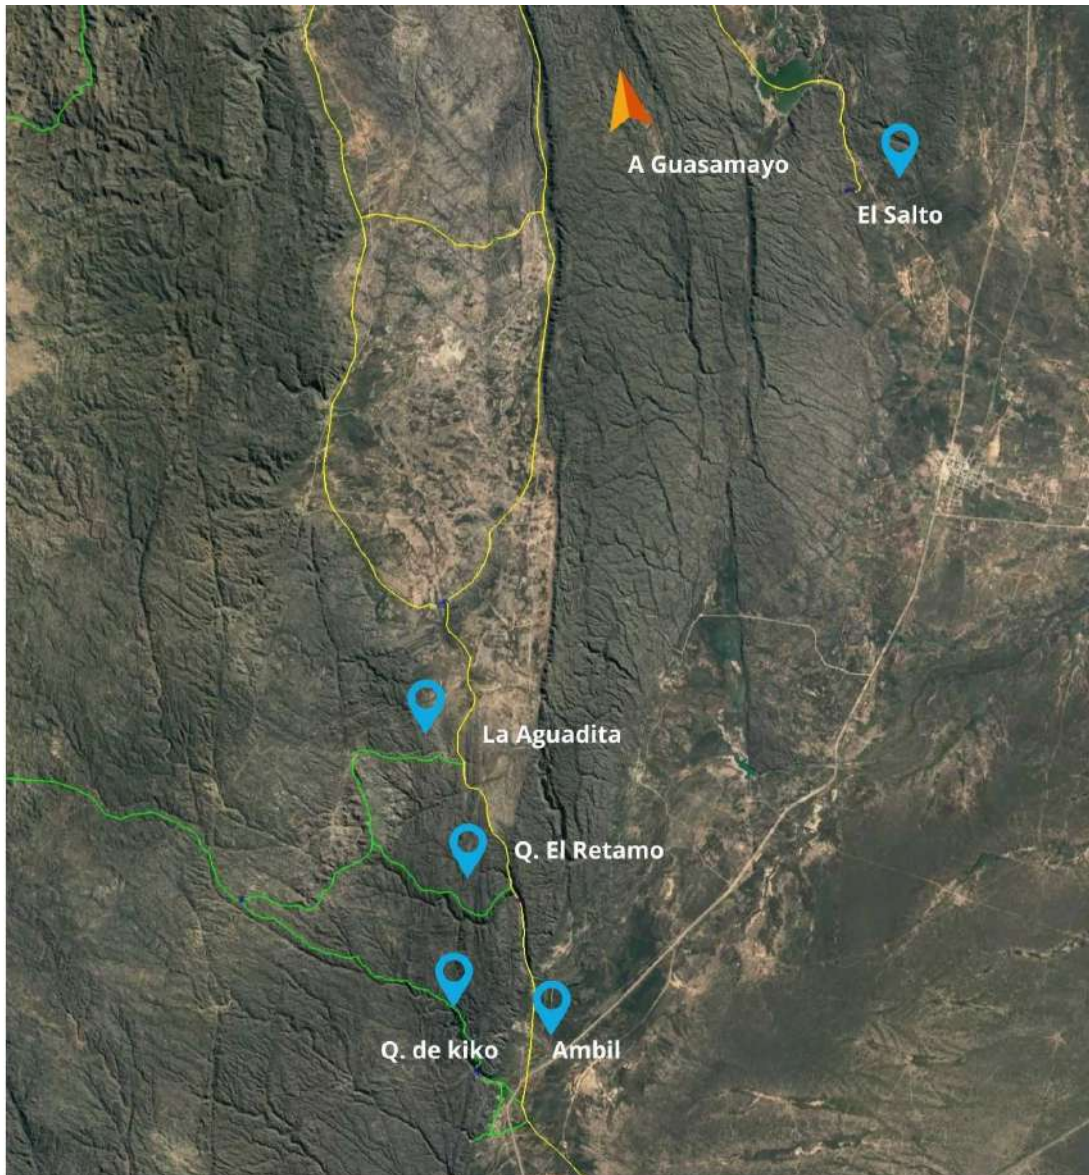 A Guasamayo
El Salto
La Aguadita
Q. El Retamo
Q. de kiko
Ambil